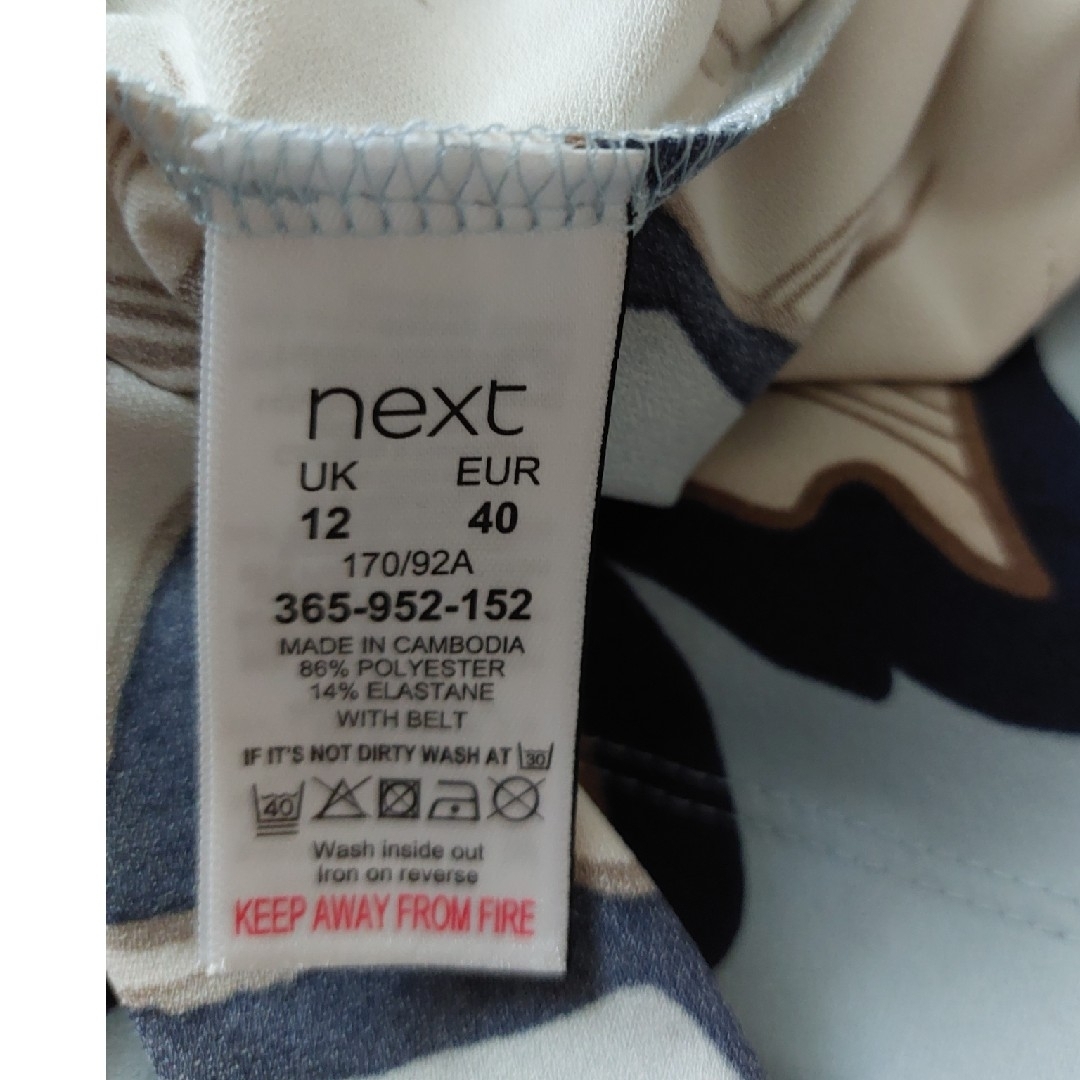 next
UK EUR
12 40
170/92A
365-952-152
MADE IN CAMBODIA
86% POLYESTER
14% ELASTANE
WITH BELT
IF IT'S NOT DIRTY WASH AT 30
40
Wash inside out
Iron on reverse
KEEP AWAY FROM FIRE